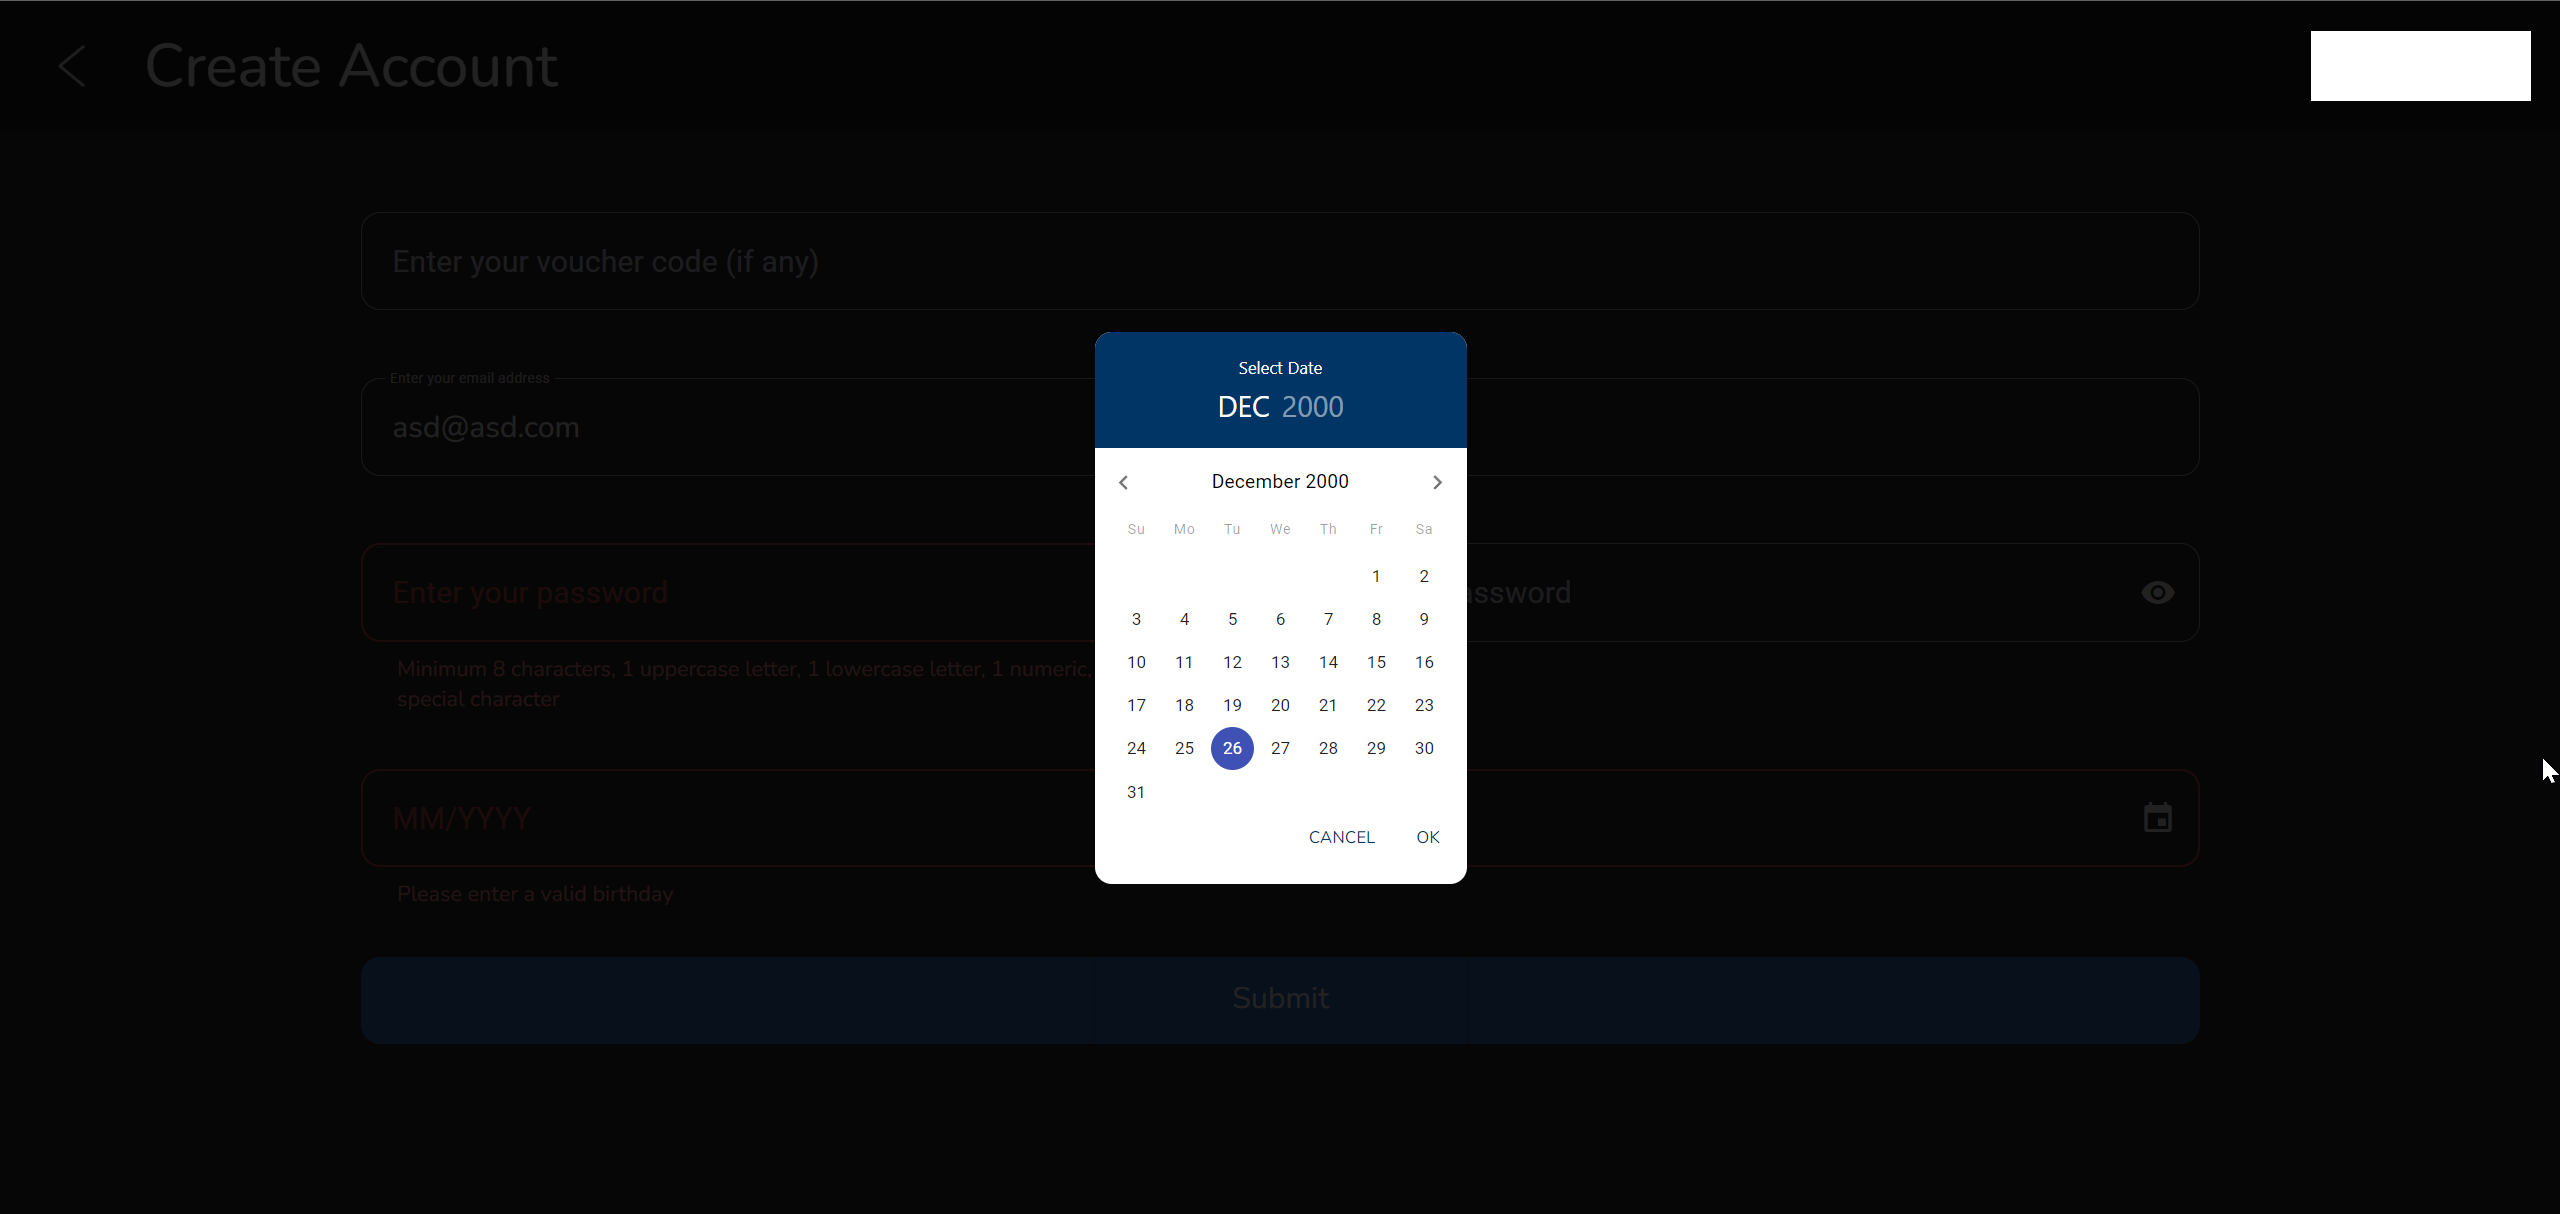 Create Account
Enter your voucher code (if any)
Enter your email address
asd@asd.com
Enter your password
assword
Minimum 8 characters, 1 uppercase letter, 1 lowercase letter, 1 numeric,
special character
MM/YYYY
Please enter a valid birthday
Submit
Select Date
DEC 2000
December 2000
Su Mo Tu We Th Fr Sa
1 2
3 4 5 6 7 8 9
10 11 12 13 14 15 16
17 18 19 20 21 22 23
24 25 26 27 28 29 30
31
CANCEL OK